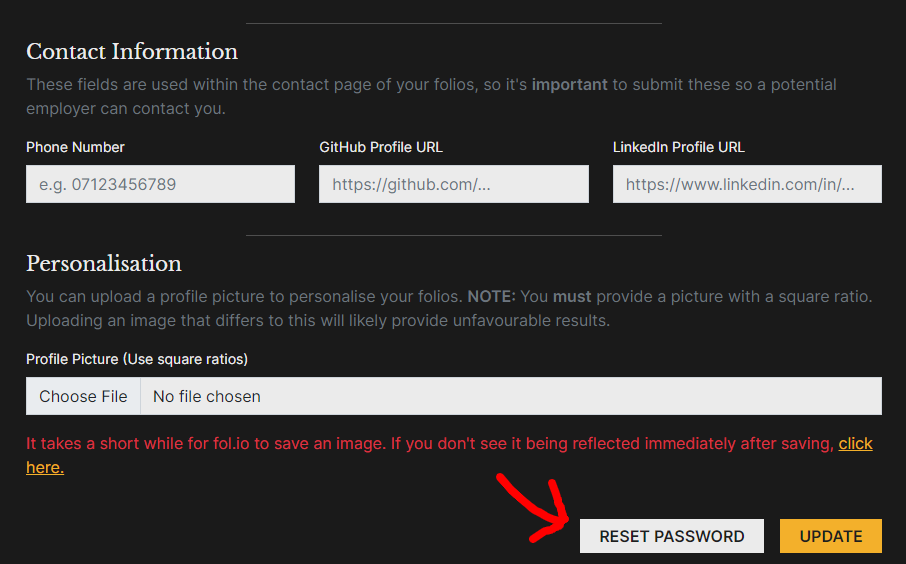 Contact Information
These fields are used within the contact page of your folios, so it's important to submit these so a potential
employer can contact you.
Phone Number
GitHub Profile URL
LinkedIn Profile URL
e.g. 07123456789
https://github.com/...
https://www.linkedin.com/in/...
Personalisation
You can upload a profile picture to personalise your folios. NOTE: You must provide a picture with a square ratio.
Uploading an image that differs to this will likely provide unfavourable results.
Profile Picture (Use square ratios)
Choose File No file chosen
It takes a short while for fol.io to save an image. If you don't see it being reflected immediately after saving, click
here.
RESET PASSWORD
UPDATE